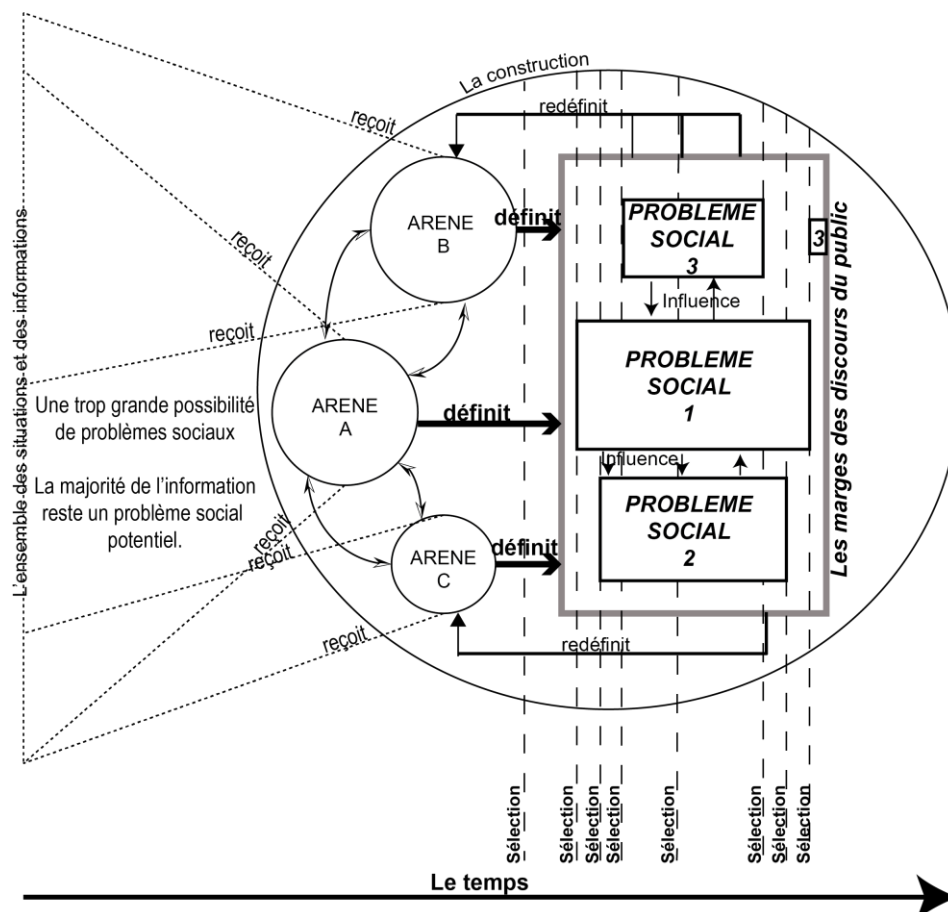 La construction
redéfinit
reçoit
ARENE
B
définit
PROBLEME
SOCIAL
3
3
reçoit
Influence
reçoit
L'ensemble des situations et des informations
Les marges des discours du public
Une trop grande possibilité
de problèmes sociaux
ARENE
A
définit
PROBLEME
SOCIAL
1
La majorité de l'information
reste un problème social
potentiel.
Influence
reçoit
reçoit
ARENE
C
définit
PROBLEME
SOCIAL
2
reçoit
redéfinit
Sélection
Sélection
Sélection
Sélection
Sélection
Sélection
Sélection
Sélection
Le temps